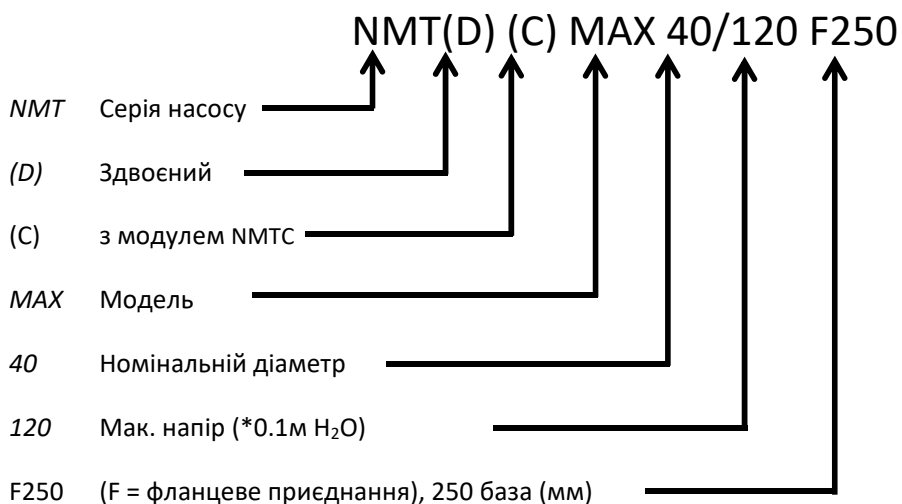 NMT(D) (C) MAX 40/120 F250
NMT Серія насосу
(D) Здвоєний
(C) з модулем NMTC
MAX Модель
40 Номінальній діаметр
120 Мак. напір (*0.1м H₂O)
F250 (F = фланцеве приєднання), 250 база (мм)